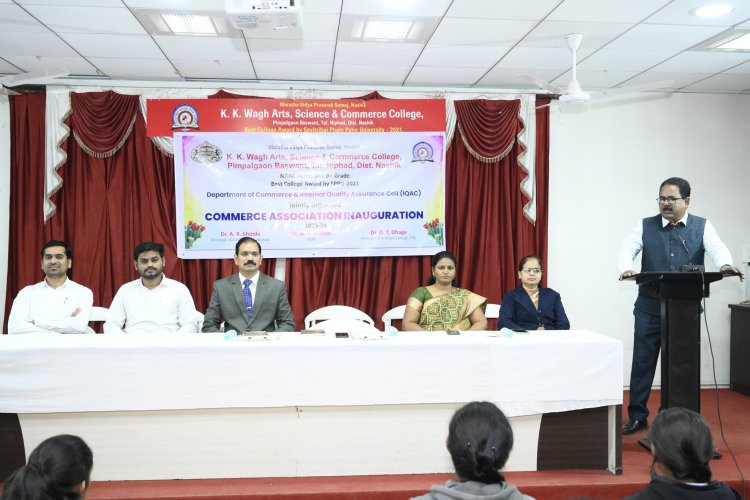 Maratha Vidya Prasarak Samaj, Nashik
K. K. Wagh Arts, Science & Commerce College,
Pimpalgaon Baswant, Tal. Niphad, Dist. Nashik
Best College Award by Savitribai Phule Pune University - 2021
Maratha Vidya Prasarak Samaj, Nashik
K. K. Wagh Arts, Science & Commerce College,
Pimpalgaon Baswant, Tal. Niphad, Dist. Nashik
NAAC Grade
Best College Award by SPPU 2021
Department of Commerce & Internal Quality Assurance Cell (IQAC)
jointly organized
COMMERCE ASSOCIATION INAUGURATION
2023-24
Dr. A. K. Shinde
Dr. D. T. Dhage